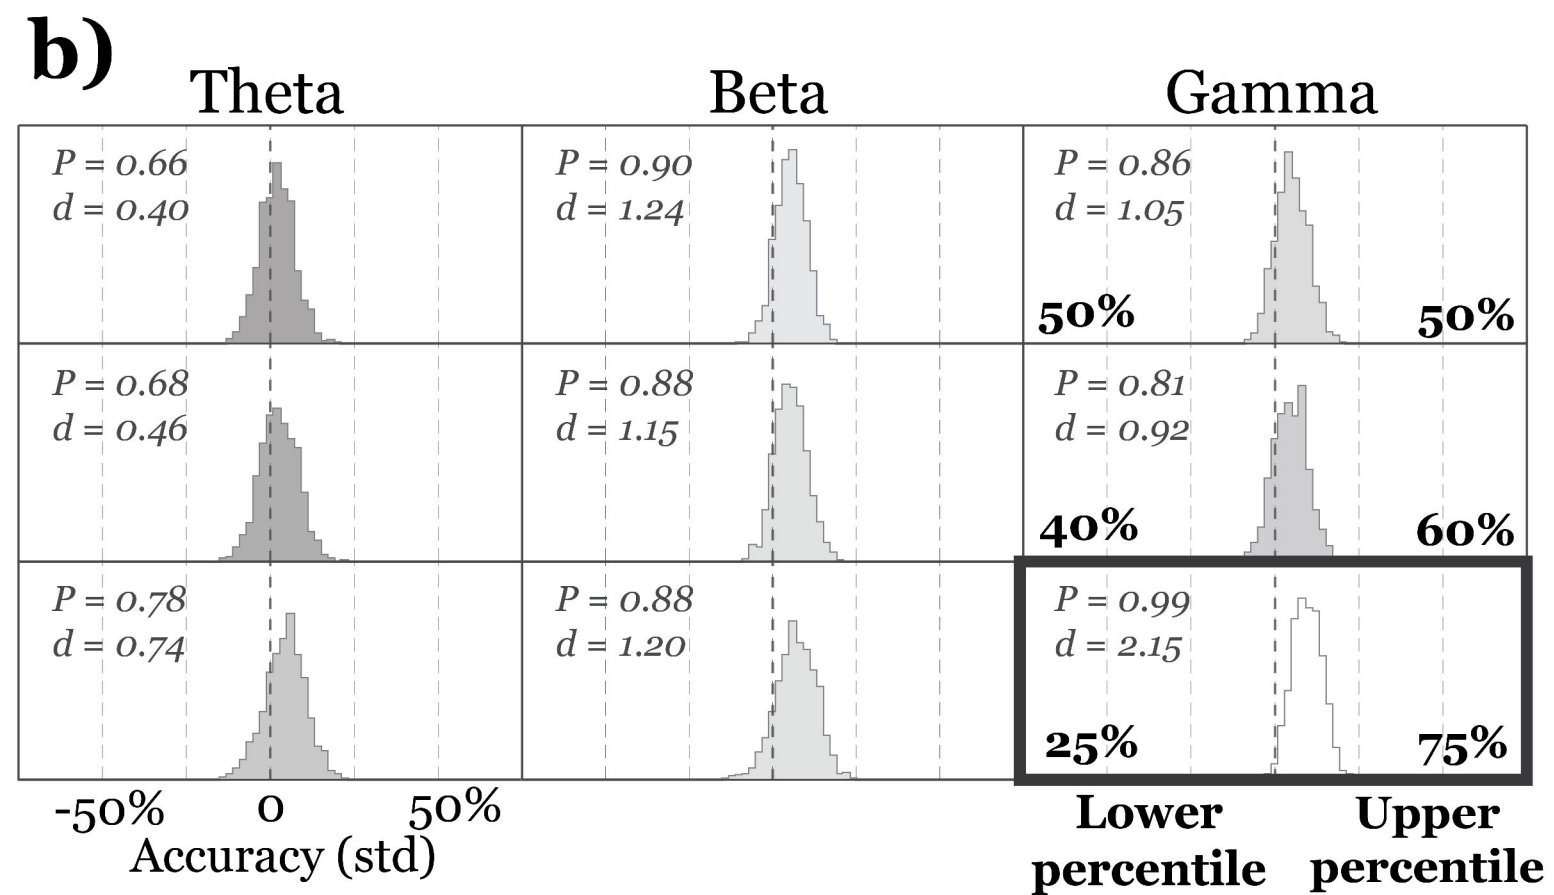 b)
Theta Beta Gamma
P = 0.66 P = 0.90 P = 0.86
d = 0.40 d = 1.24 d = 1.05
50% 50%
P = 0.68 P = 0.88 P = 0.81
d = 0.46 d = 1.15 d = 0.92
40% 60%
P = 0.78 P = 0.88 P = 0.99
d = 0.74 d = 1.20 d = 2.15
25% 75%
-50% 0 50% Lower Upper
Accuracy (std) percentile percentile